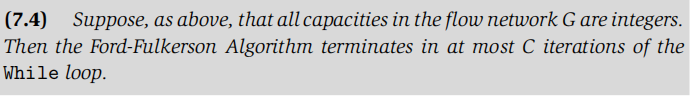 (7.4) Suppose, as above, that all capacities in the flow network G are integers.
Then the Ford-Fulkerson Algorithm terminates in at most C iterations of the
While loop.